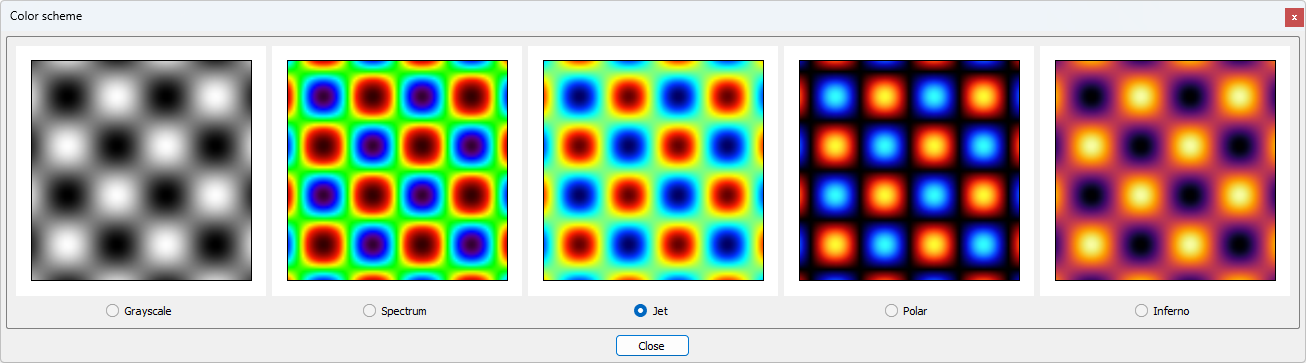 Color scheme
x
Grayscale
Spectrum
Jet
Polar
Inferno
Close